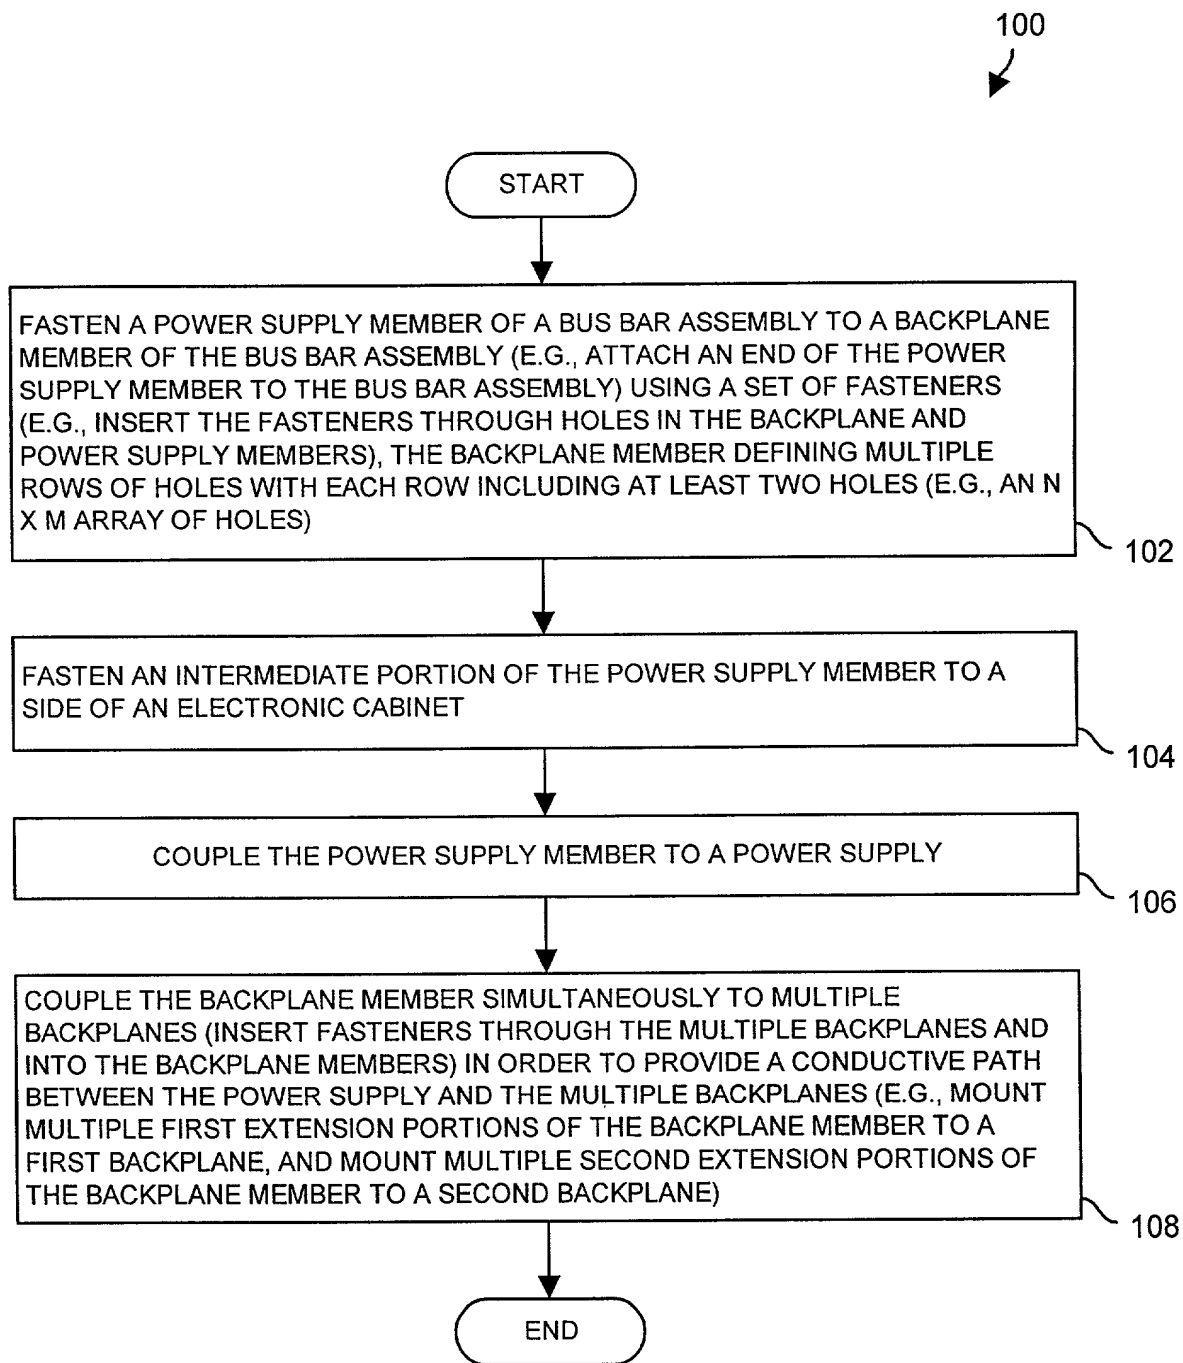 100
START
FASTEN A POWER SUPPLY MEMBER OF A BUS BAR ASSEMBLY TO A BACKPLANE
MEMBER OF THE BUS BAR ASSEMBLY (E.G., ATTACH AN END OF THE POWER
SUPPLY MEMBER TO THE BUS BAR ASSEMBLY) USING A SET OF FASTENERS
(E.G., INSERT THE FASTENERS THROUGH HOLES IN THE BACKPLANE AND
POWER SUPPLY MEMBERS), THE BACKPLANE MEMBER DEFINING MULTIPLE
ROWS OF HOLES WITH EACH ROW INCLUDING AT LEAST TWO HOLES (E.G., AN N
X M ARRAY OF HOLES)
102
FASTEN AN INTERMEDIATE PORTION OF THE POWER SUPPLY MEMBER TO A
SIDE OF AN ELECTRONIC CABINET
104
COUPLE THE POWER SUPPLY MEMBER TO A POWER SUPPLY
106
COUPLE THE BACKPLANE MEMBER SIMULTANEOUSLY TO MULTIPLE
BACKPLANES (INSERT FASTENERS THROUGH THE MULTIPLE BACKPLANES AND
INTO THE BACKPLANE MEMBERS) IN ORDER TO PROVIDE A CONDUCTIVE PATH
BETWEEN THE POWER SUPPLY AND THE MULTIPLE BACKPLANES (E.G., MOUNT
MULTIPLE FIRST EXTENSION PORTIONS OF THE BACKPLANE MEMBER TO A
FIRST BACKPLANE, AND MOUNT MULTIPLE SECOND EXTENSION PORTIONS OF
THE BACKPLANE MEMBER TO A SECOND BACKPLANE)
108
END